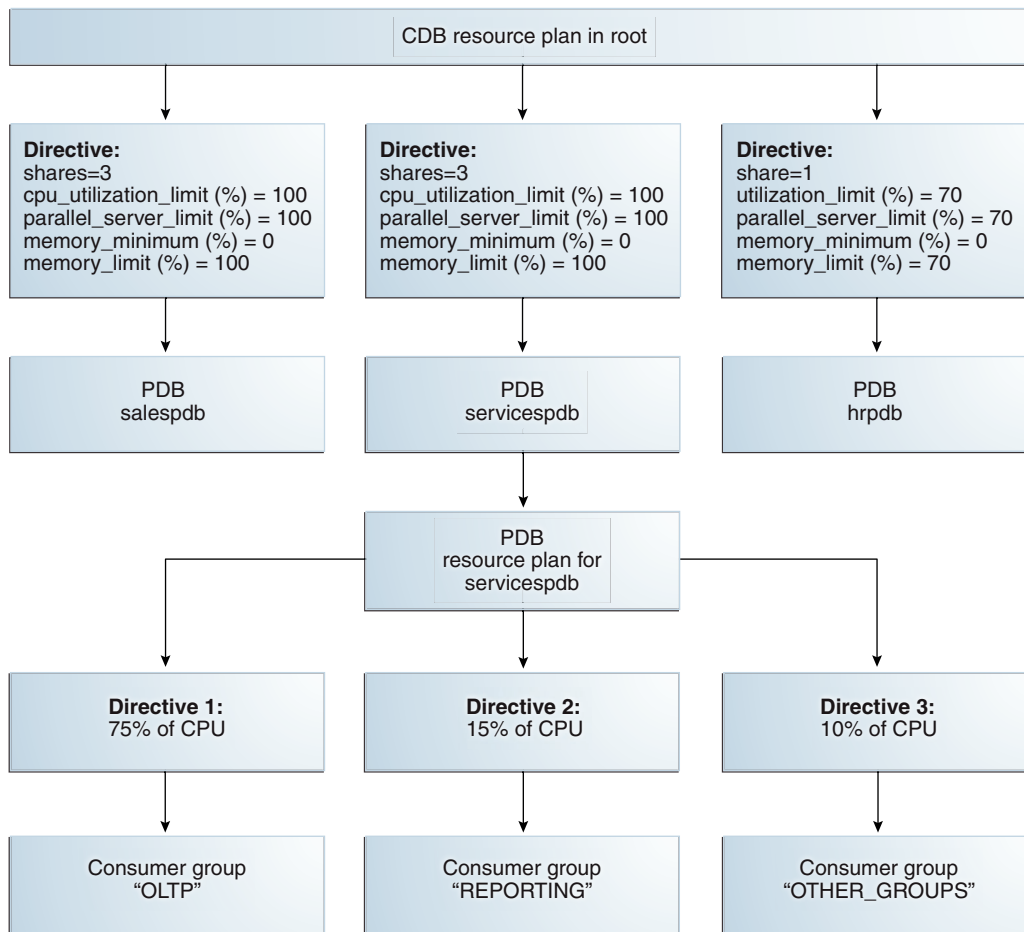 CDB resource plan in root
Directive:
shares=3
cpu_utilization_limit (%) = 100
parallel_server_limit (%) = 100
memory_minimum (%) = 0
memory_limit (%) = 100
Directive:
shares=3
cpu_utilization_limit (%) = 100
parallel_server_limit (%) = 100
memory_minimum (%) = 0
memory_limit (%) = 100
Directive:
share=1
utilization_limit (%) = 70
parallel_server_limit (%) = 70
memory_minimum (%) = 0
memory_limit (%) = 70
PDB
salespdb
PDB
servicespdb
PDB
hrpdb
PDB
resource plan for
servicespdb
Directive 1:
75% of CPU
Directive 2:
15% of CPU
Directive 3:
10% of CPU
Consumer group
“OLTP”
Consumer group
“REPORTING”
Consumer group
“OTHER_GROUPS”